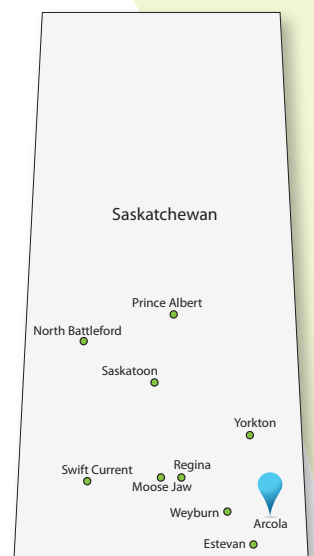 Saskatchewan
Prince Albert
North Battleford
Saskatoon
Yorkton
Swift Current
Regina
Moose Jaw
Weyburn
Arcola
Estevan